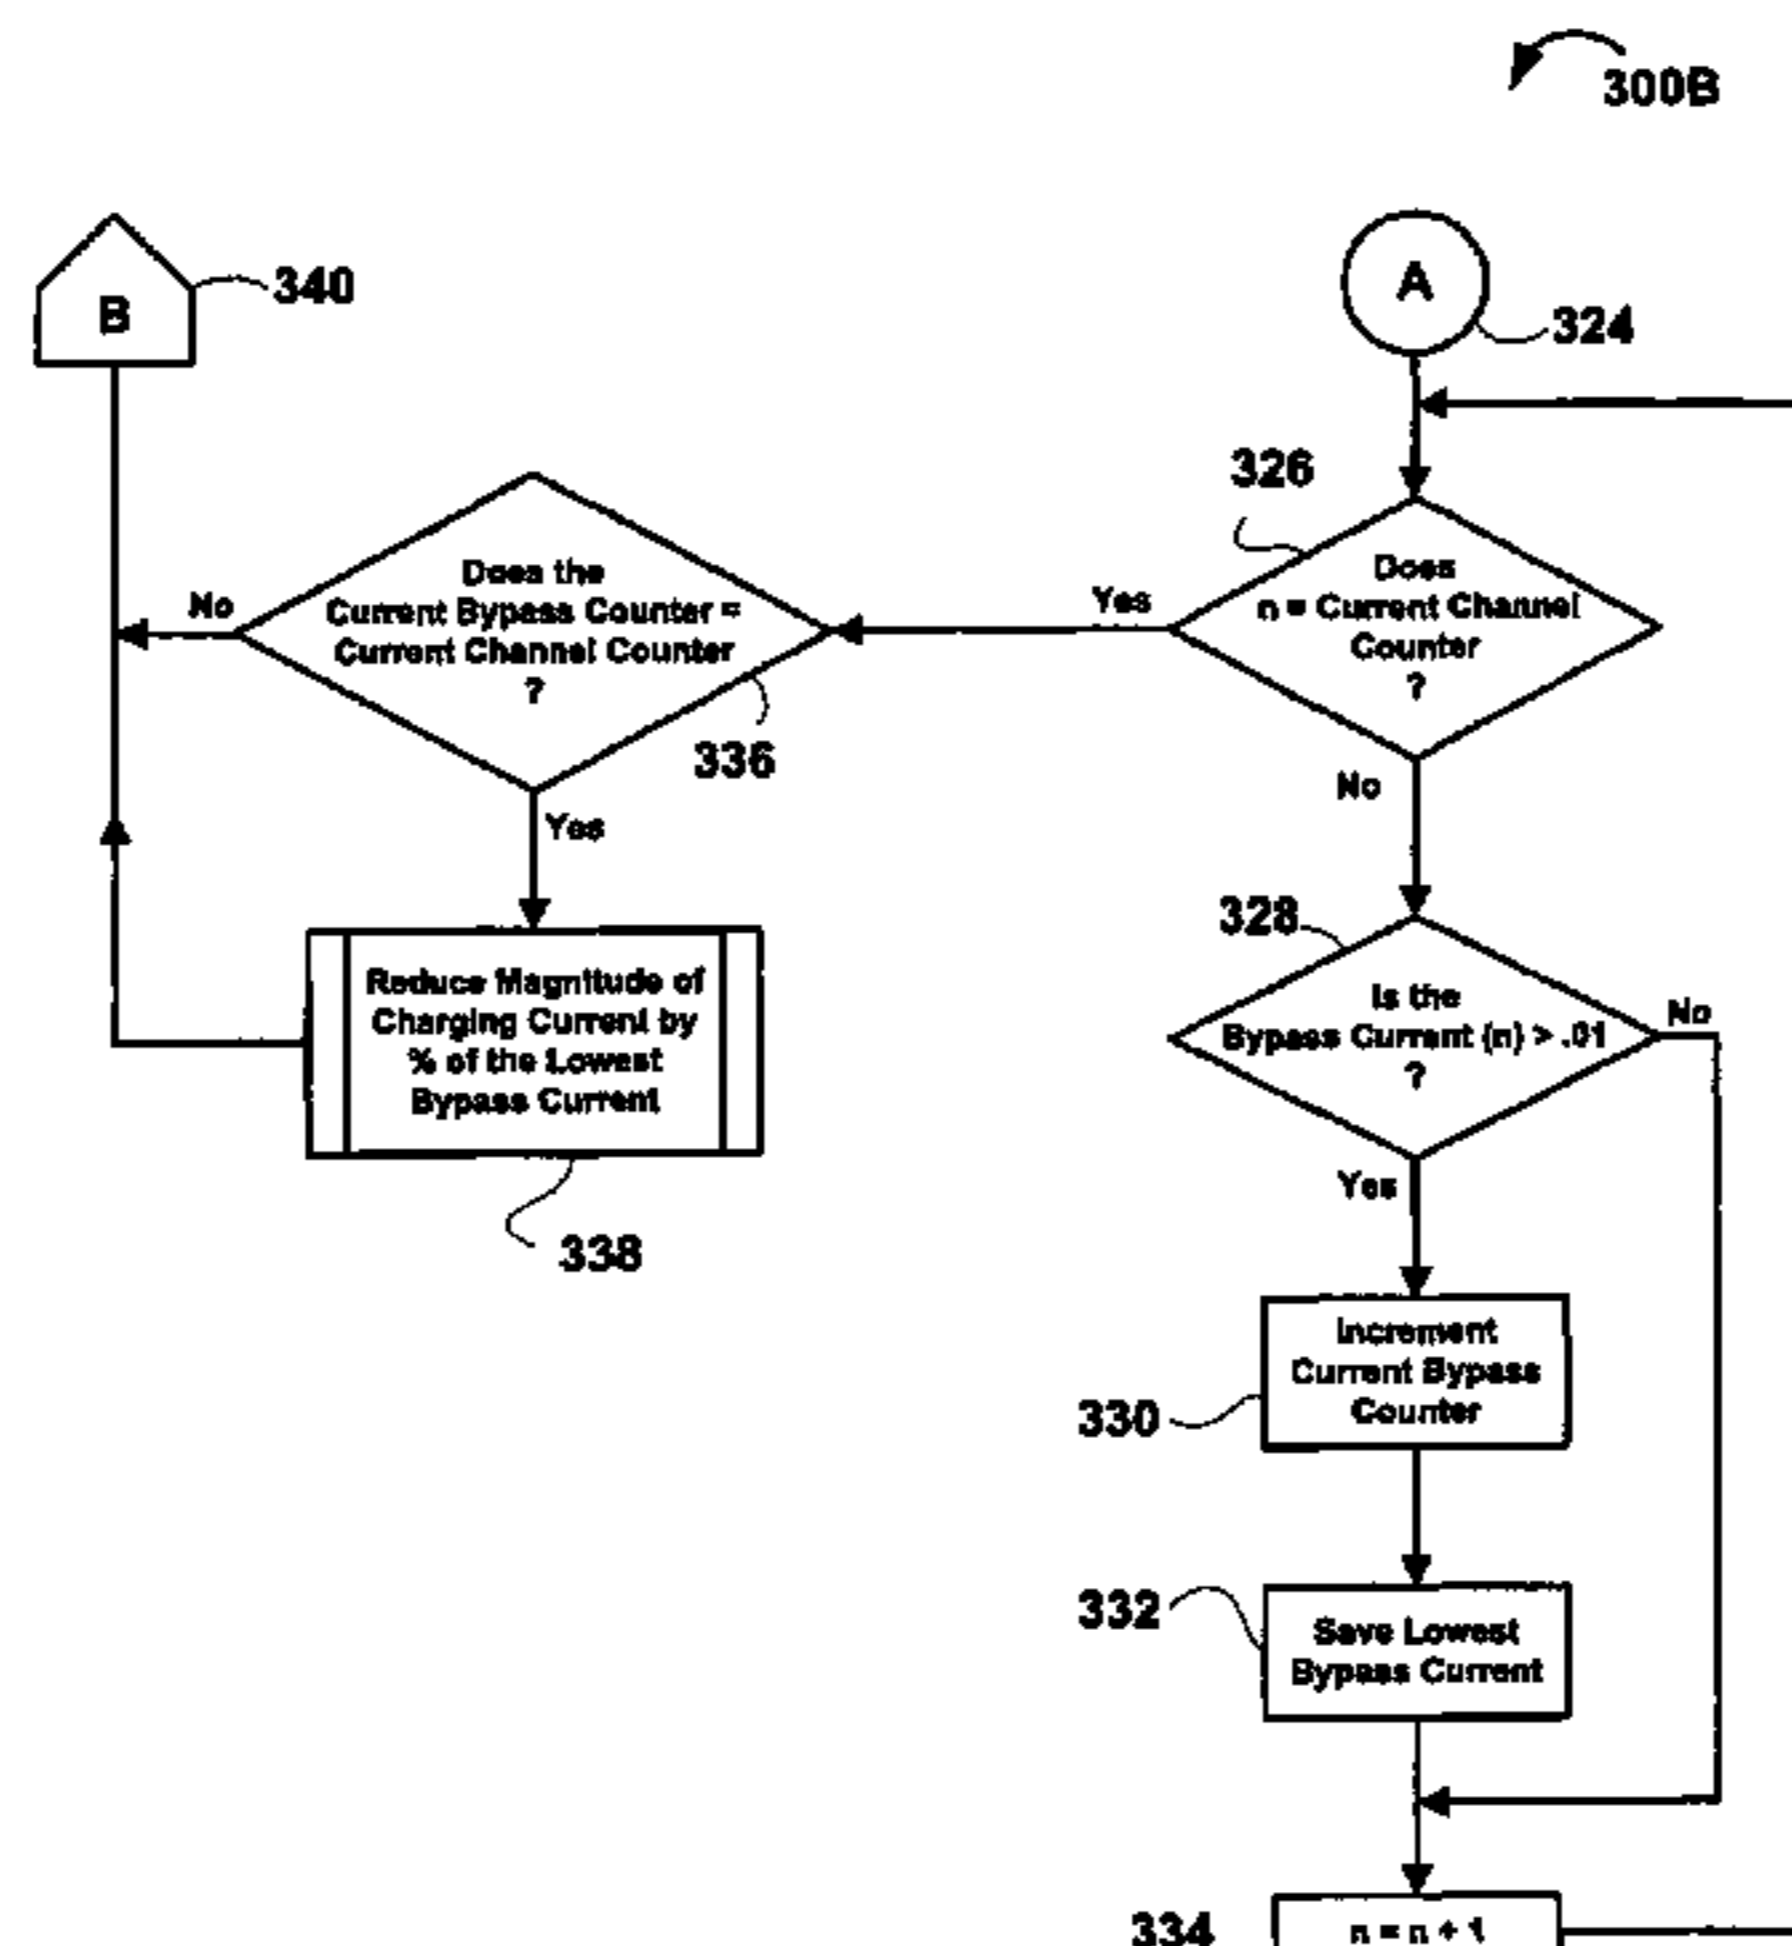 300B
B
340
A
324
326
Does
n = Current Channel
Counter
?
Yes
No
Does the
Current Bypass Counter =
Current Channel Counter
?
336
No
Yes
Reduce Magnitude of
Charging Current by
% of the Lowest
Bypass Current
338
328
Is the
Bypass Current (n) > .01
?
No
Yes
Increment
Current Bypass
Counter
330
332
Save Lowest
Bypass Current
334
n = n + 1